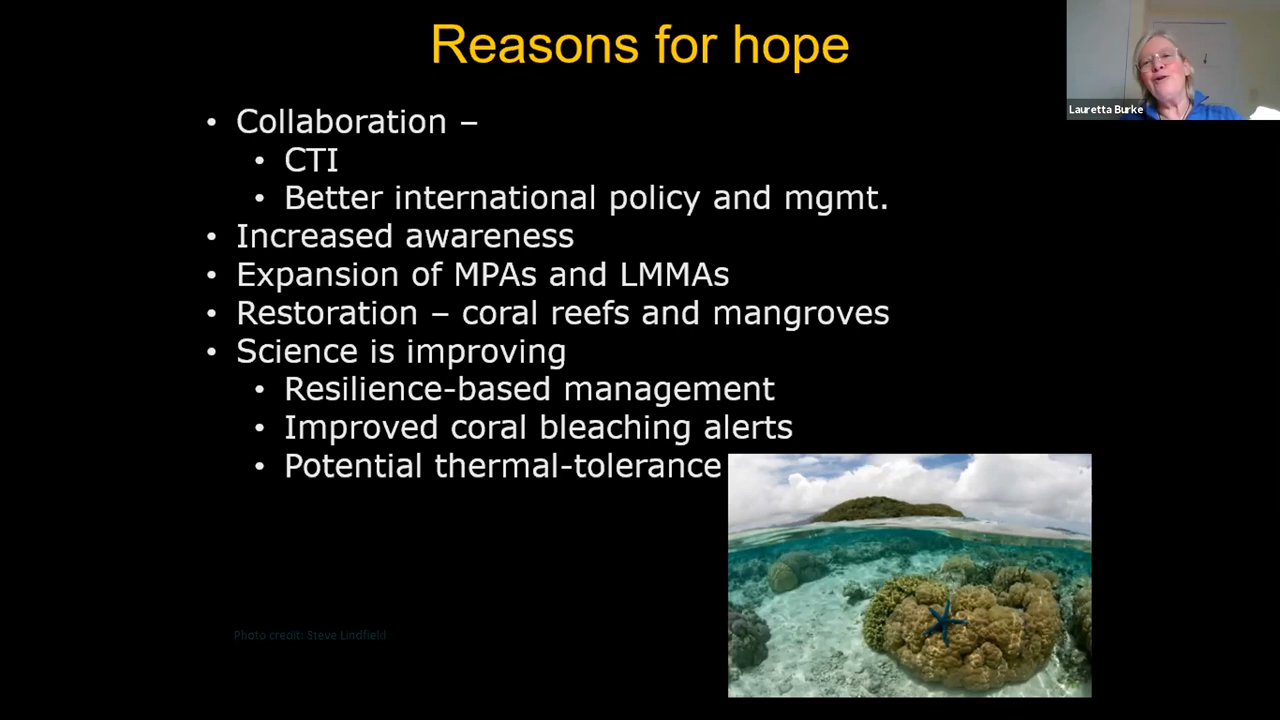 Reasons for hope
Lauretta Burke
• Collaboration –
• CTI
• Better international policy and mgmt.
• Increased awareness
• Expansion of MPAs and LMMAs
• Restoration – coral reefs and mangroves
• Science is improving
• Resilience-based management
• Improved coral bleaching alerts
• Potential thermal-tolerance
Photo credit: Steve Lindfield